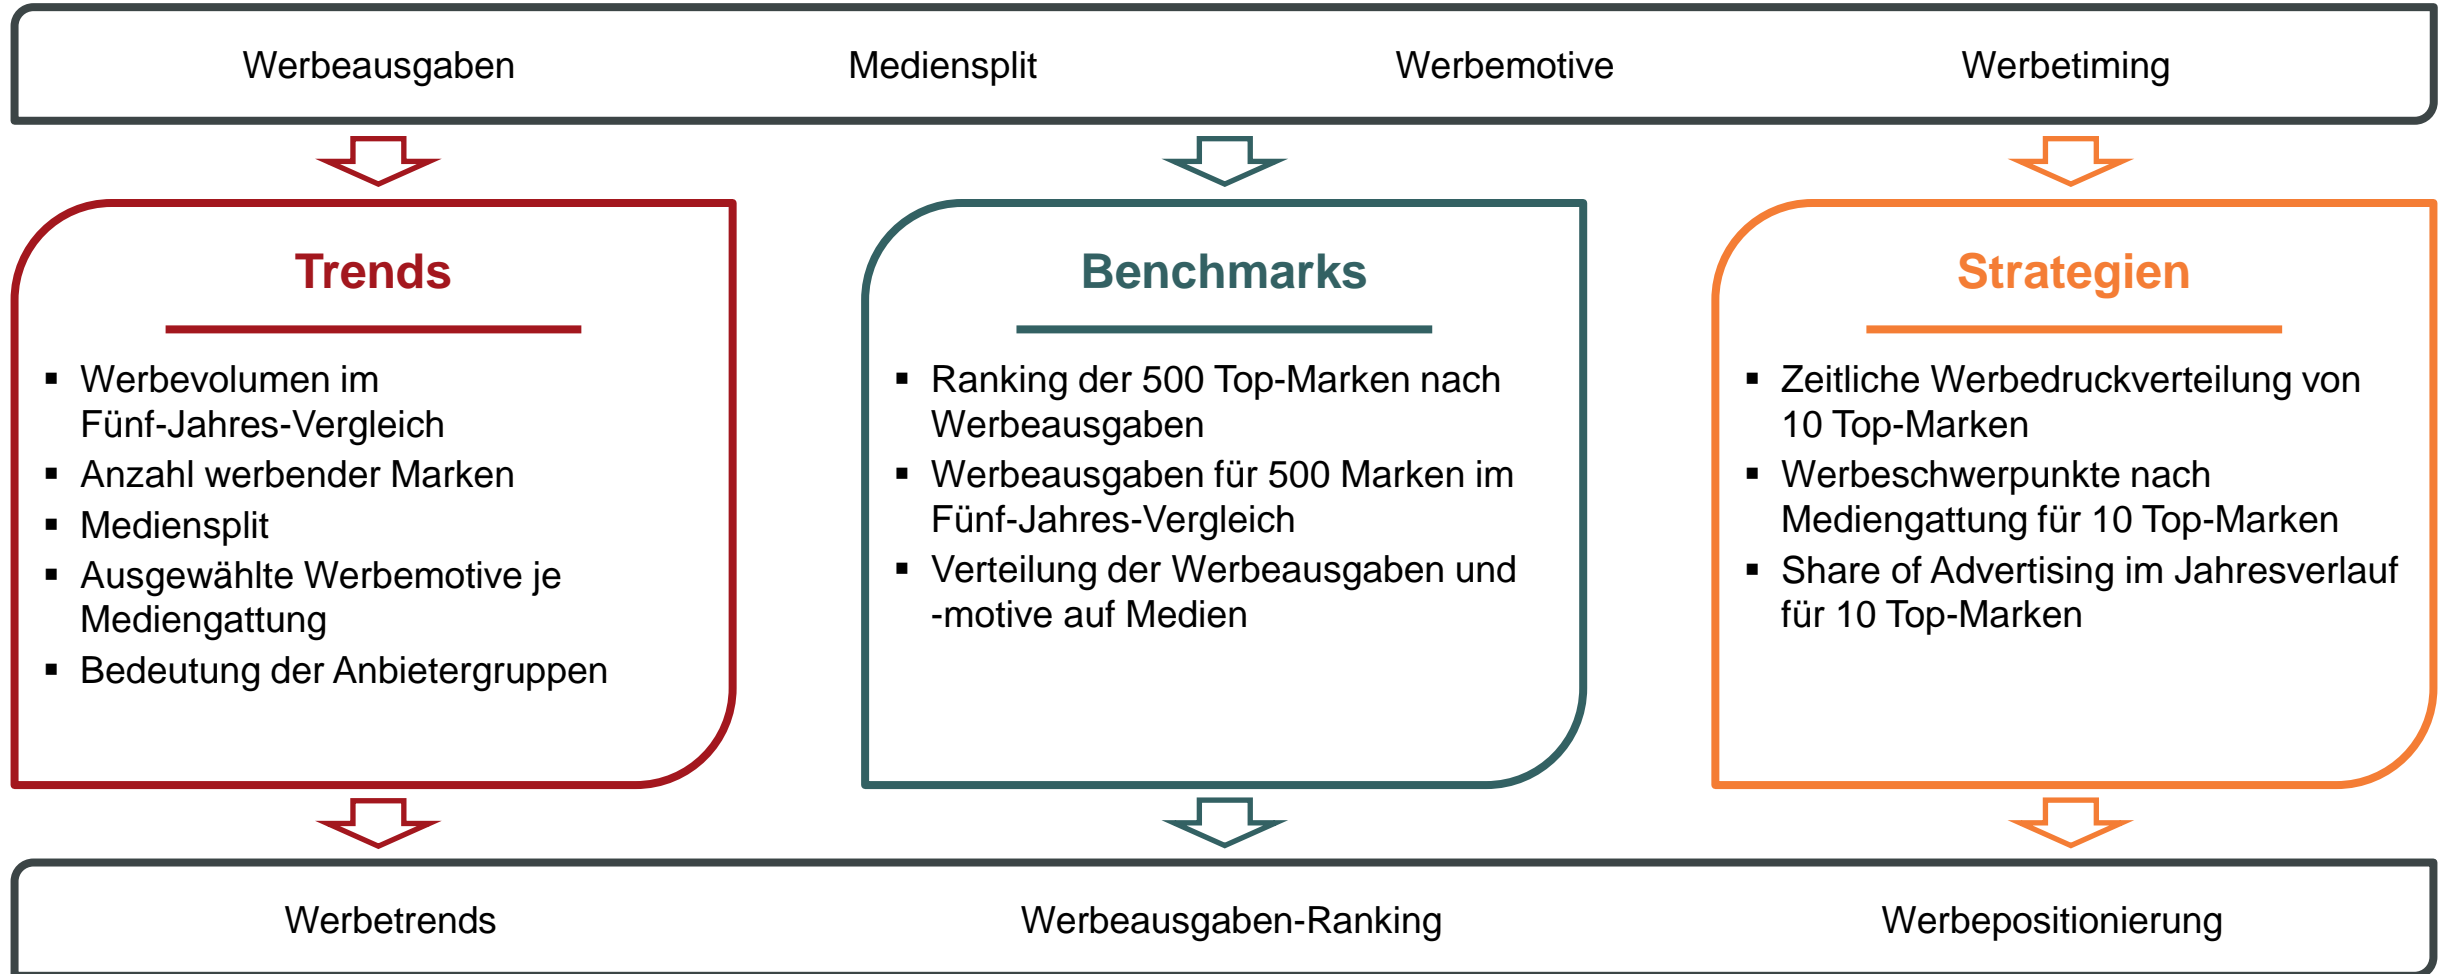 Werbeausgaben Mediensplit Werbemotive Werbetiming
Trends
▪ Werbevolumen im
Fünf-Jahres-Vergleich
▪ Anzahl werbender Marken
▪ Mediensplit
▪ Ausgewählte Werbemotive je
Mediengattung
▪ Bedeutung der Anbietergruppen
Benchmarks
▪ Ranking der 500 Top-Marken nach
Werbeausgaben
▪ Werbeausgaben für 500 Marken im
Fünf-Jahres-Vergleich
▪ Verteilung der Werbeausgaben und
-motive auf Medien
Strategien
▪ Zeitliche Werbedruckverteilung von
10 Top-Marken
▪ Werbeschwerpunkte nach
Mediengattung für 10 Top-Marken
▪ Share of Advertising im Jahresverlauf
für 10 Top-Marken
Werbetrends Werbeausgaben-Ranking Werbepositionierung